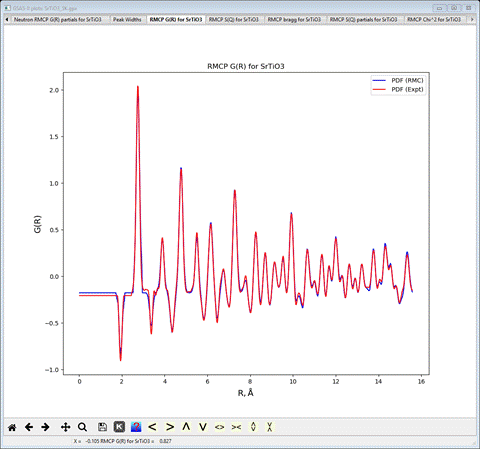 GSAS-II plots: SrTiO3_5K.gpx
Neutron RMCP G(R) partials for SrTiO3 Peak Widths RMCP G(R) for SrTiO3 RMCP S(Q) for SrTiO3 RMCP bragg for SrTiO3 RMCP S(Q) partials for SrTiO3 RMCP Chi^2 for SrTiO3
RMCP G(R) for SrTiO3
PDF (RMC)
PDF (Expt)
2.0
1.5
1.0
0.5
0.0
−0.5
−1.0
G(R)
0 2 4 6 8 10 12 14 16
R, Å
K
X = -0.105 RMCP G(R) for SrTiO3 = 0.827